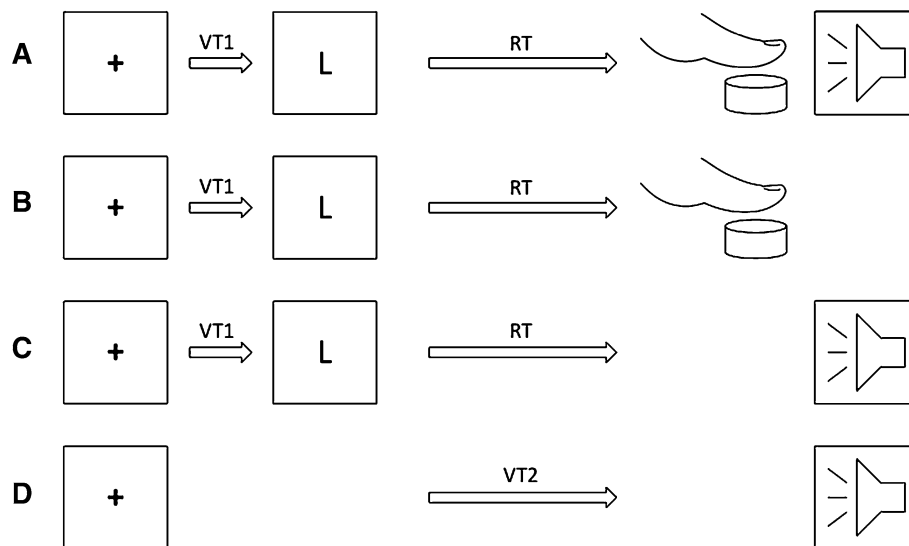 A + VT1 L RT
B + VT1 L RT
C + VT1 L RT
D + VT2